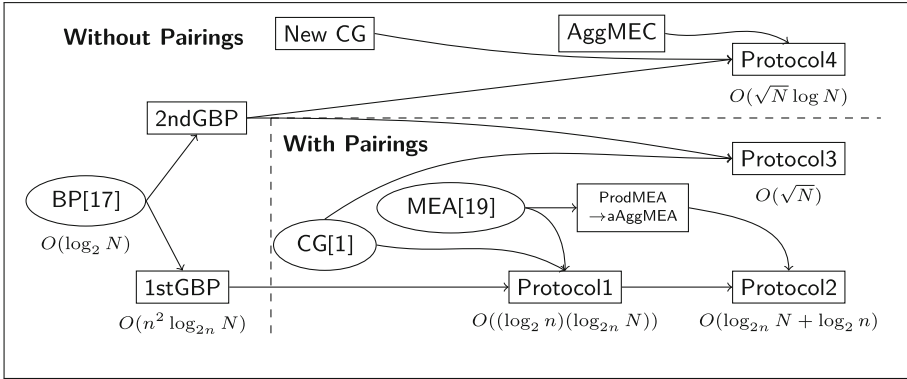 Without Pairings
New CG
AggMEC
Protocol4
O(√N log N)
2ndGBP
With Pairings
Protocol3
O(√N)
BP[17]
O(log₂ N)
MEA[19]
ProdMEA
→aAggMEA
CG[1]
1stGBP
O(n² log₂ₙ N)
Protocol1
O((log₂ n)(log₂ₙ N))
Protocol2
O(log₂ₙ N + log₂ n)